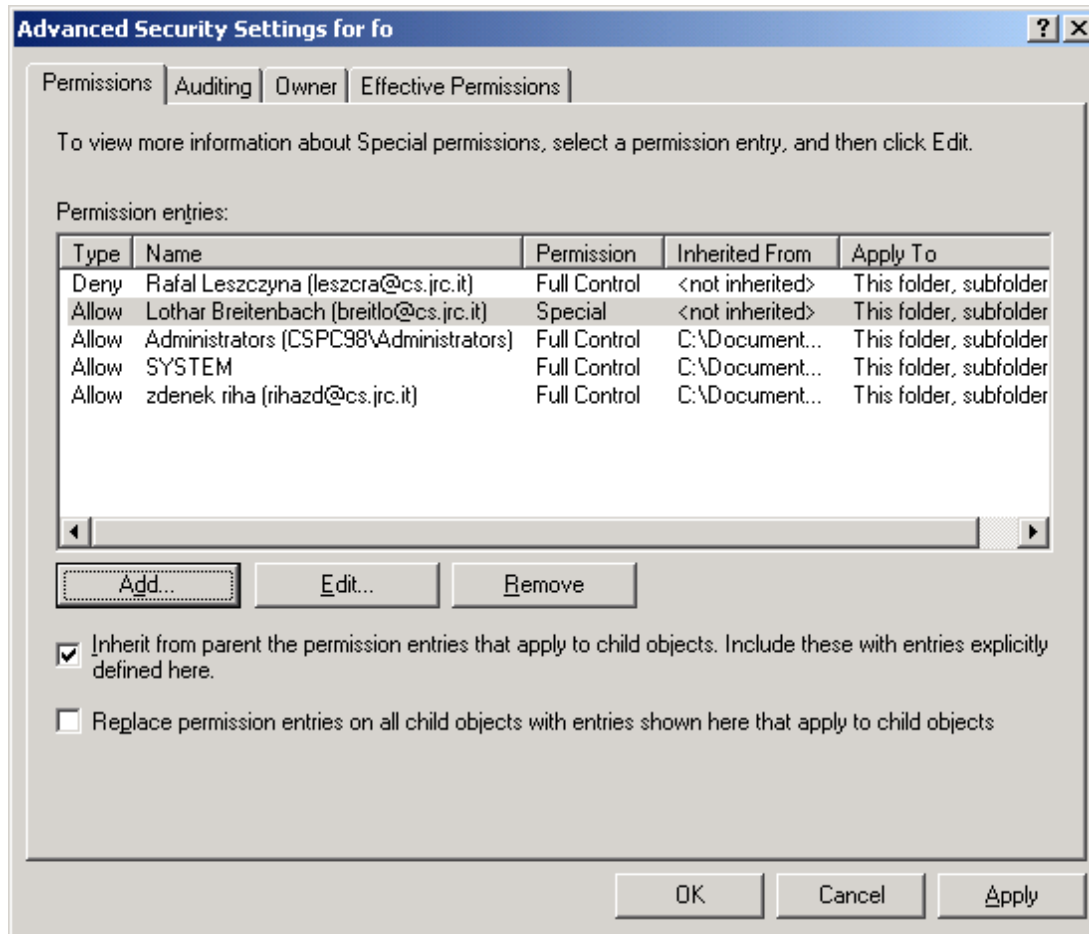 Advanced Security Settings for fo
Permissions Auditing Owner Effective Permissions
To view more information about Special permissions, select a permission entry, and then click Edit.
Permission entries:
Type Name Permission Inherited From Apply To
Deny Rafal Leszczyna (leszcra@cs.jrc.it) Full Control <not inherited> This folder, subfolder
Allow Lothar Breitenbach (breitlo@cs.jrc.it) Special <not inherited> This folder, subfolder
Allow Administrators (CSPC98\Administrators) Full Control C:\Document... This folder, subfolder
Allow SYSTEM Full Control C:\Document... This folder, subfolder
Allow zdenek riha (rihazd@cs.jrc.it) Full Control C:\Document... This folder, subfolder
Add... Edit... Remove
Inherit from parent the permission entries that apply to child objects. Include these with entries explicitly
defined here.
Replace permission entries on all child objects with entries shown here that apply to child objects
OK Cancel Apply